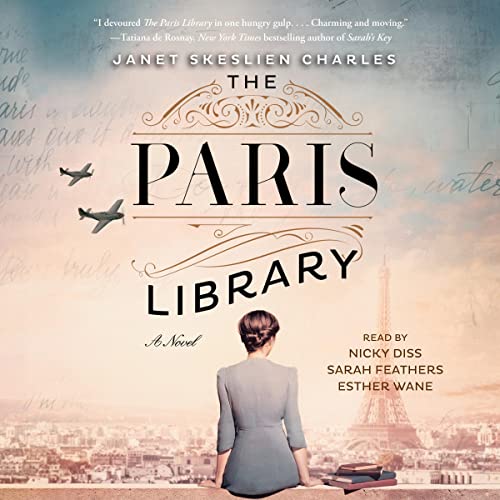 "I devoured The Paris Library in one hungry gulp. . . . Charming and moving."
—Tatiana de Rosnay, New York Times bestselling author of Sarah's Key
JANET SKESLIEN CHARLES
THE
PARIS
LIBRARY
A Novel
READ BY
NICKY DISS
SARAH FEATHERS
ESTHER WANE